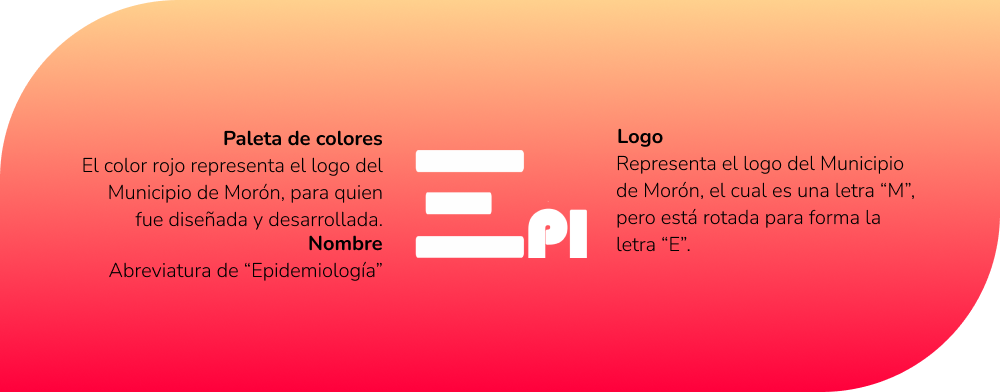 Paleta de colores
El color rojo representa el logo del
Municipio de Morón, para quien
fue diseñada y desarrollada.
Nombre
Abreviatura de “Epidemiología”
EPI
Logo
Representa el logo del Municipio
de Morón, el cual es una letra “M”,
pero está rotada para forma la
letra “E”.